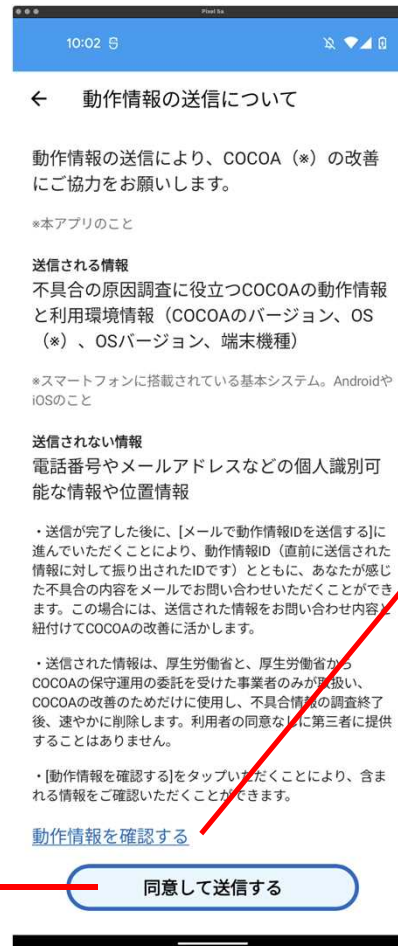 Pixel 5a
10:02
動作情報の送信について
動作情報の送信により、COCOA（※）の改善
にご協力をお願いします。
※本アプリのこと
送信される情報
不具合の原因調査に役立つCOCOAの動作情報
と利用環境情報（COCOAのバージョン、OS
（※）、OSバージョン、端末機種）
※スマートフォンに搭載されている基本システム。Androidや
iOSのこと
送信されない情報
電話番号やメールアドレスなどの個人識別可
能な情報や位置情報
・送信が完了した後に、[メールで動作情報IDを送信する]に
進んでいただくことにより、動作情報ID（直前に送信された
情報に対して振り出されたIDです）とともに、あなたが感じ
た不具合の内容をメールでお問い合わせいただくことができ
ます。この場合には、送信された情報をお問い合わせ内容と
紐付けてCOCOAの改善に活かします。
・送信された情報は、厚生労働省と、厚生労働省から
COCOAの保守運用の委託を受けた事業者のみが取扱い、
COCOAの改善のためだけに使用し、不具合情報の調査終了
後、速やかに削除します。利用者の同意なしに第三者に提供
することはありません。
・[動作情報を確認する]をタップいただくことにより、含ま
れる情報をご確認いただくことができます。
動作情報を確認する
同意して送信する